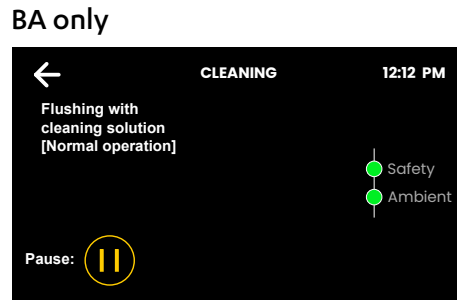 BA only
CLEANING
12:12 PM
Flushing with
cleaning solution
[Normal operation]
Safety
Ambient
Pause: